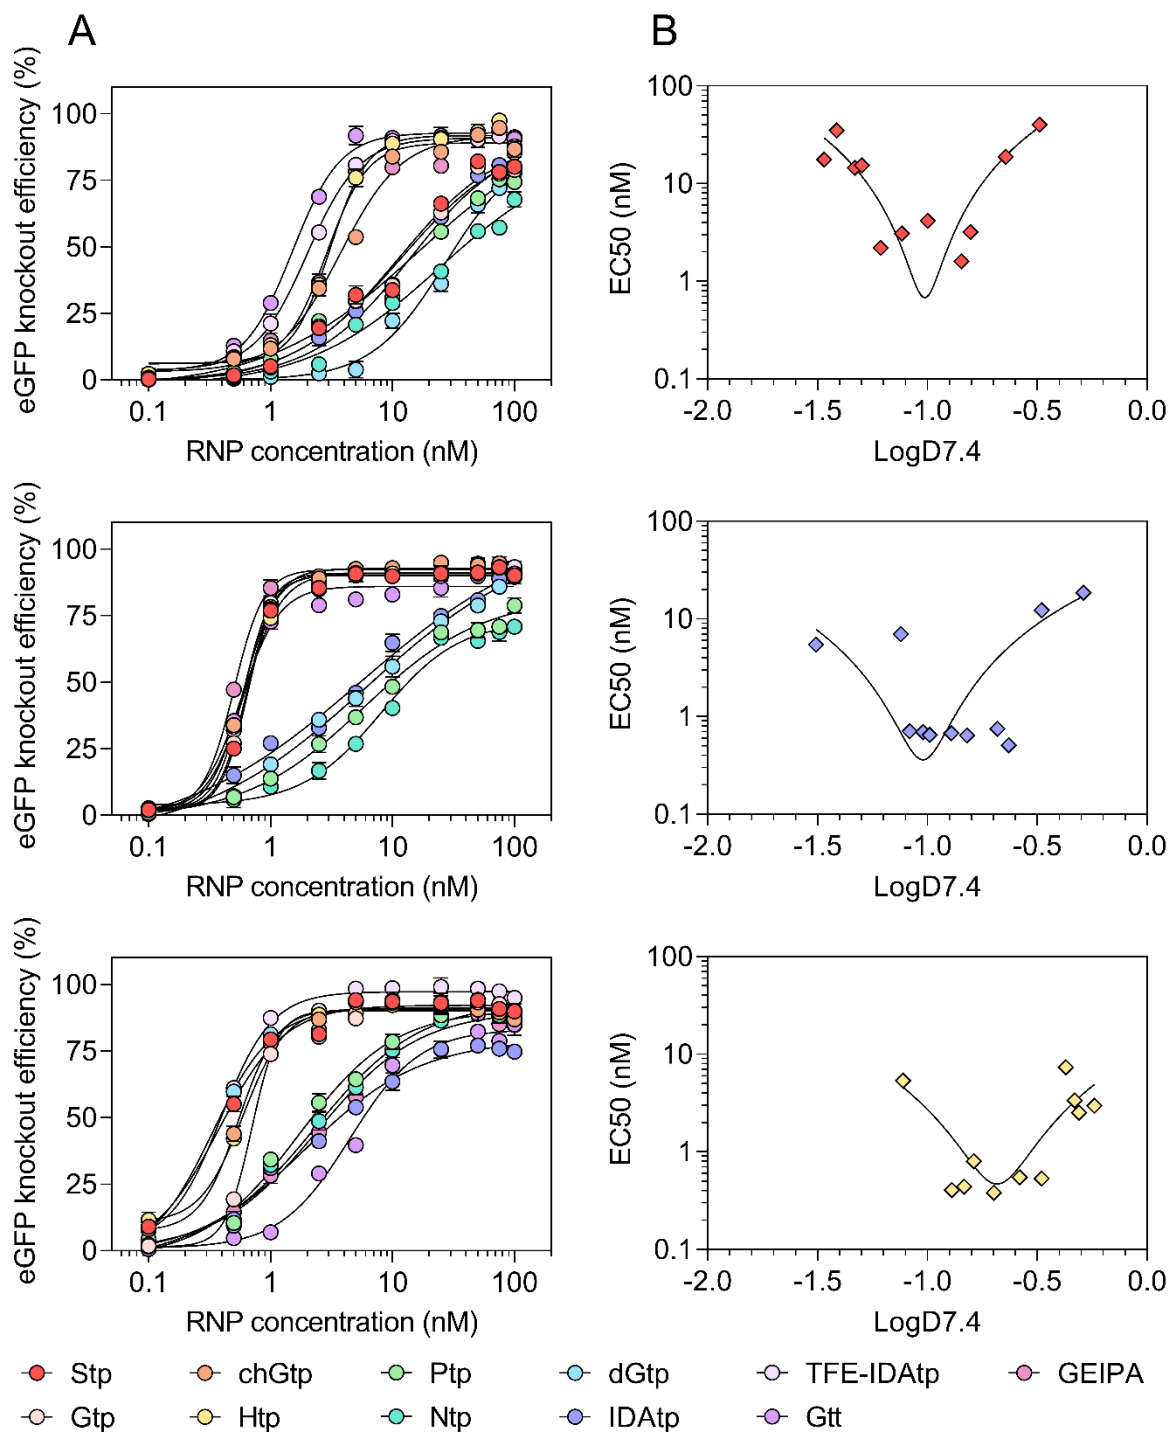 A
B
eGFP knockout efficiency (%)
100
75
50
25
0
0.1 1 10 100
RNP concentration (nM)
EC50 (nM)
100
10
1
0.1
-2.0 -1.5 -1.0 -0.5 0.0
LogD7.4
eGFP knockout efficiency (%)
100
75
50
25
0
0.1 1 10 100
RNP concentration (nM)
EC50 (nM)
100
10
1
0.1
-2.0 -1.5 -1.0 -0.5 0.0
LogD7.4
eGFP knockout efficiency (%)
100
75
50
25
0
0.1 1 10 100
RNP concentration (nM)
EC50 (nM)
100
10
1
0.1
-2.0 -1.5 -1.0 -0.5 0.0
LogD7.4
Stp chGtp Ptp dGtp TFE-IDAtp GEIPA
Gtp Htp Ntp IDAtp Gtt